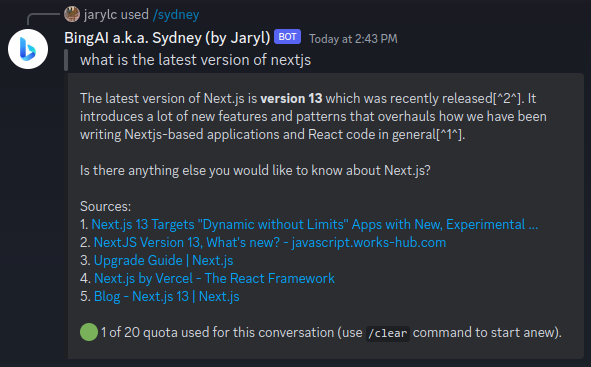 jarylc used /sydney
BingAI a.k.a. Sydney (by Jaryl) BOT Today at 2:43 PM
what is the latest version of nextjs
The latest version of Next.js is version 13 which was recently released[^2^]. It
introduces a lot of new features and patterns that overhauls how we have been
writing Nextjs-based applications and React code in general[^1^].
Is there anything else you would like to know about Next.js?
Sources:
1. Next.js 13 Targets "Dynamic without Limits" Apps with New, Experimental ...
2. NextJS Version 13, What's new? - javascript.works-hub.com
3. Upgrade Guide | Next.js
4. Next.js by Vercel - The React Framework
5. Blog - Next.js 13 | Next.js
1 of 20 quota used for this conversation (use /clear command to start anew).